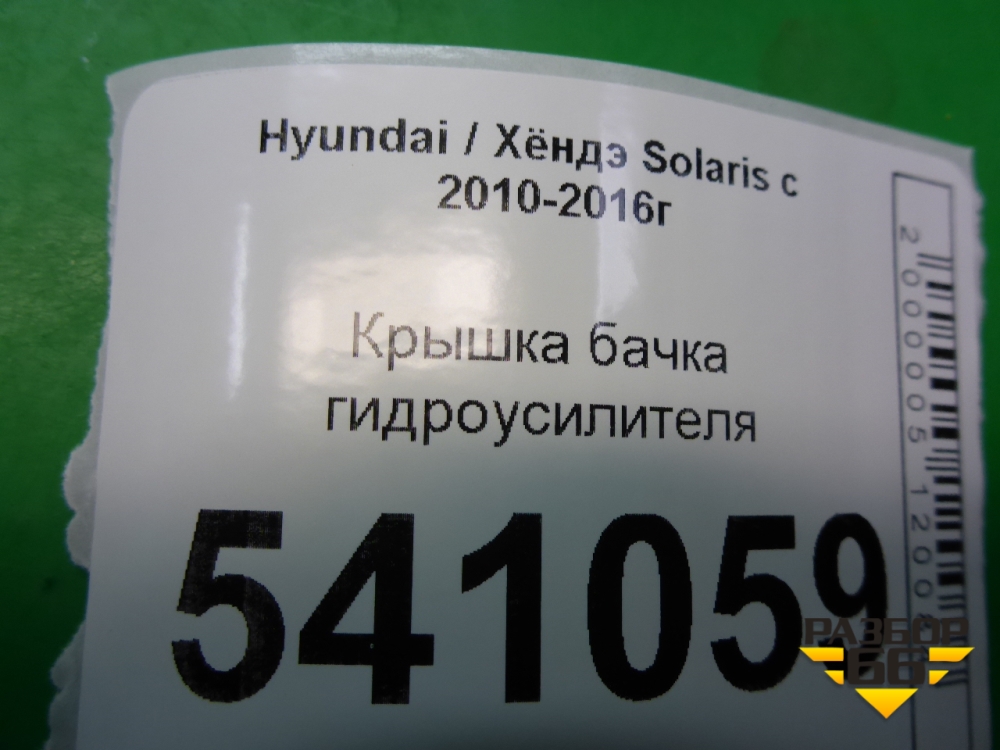 Hyundai / Хёндэ Solaris с
2010-2016г
Крышка бачка
гидроусилителя
541059
РАЗБОР
66